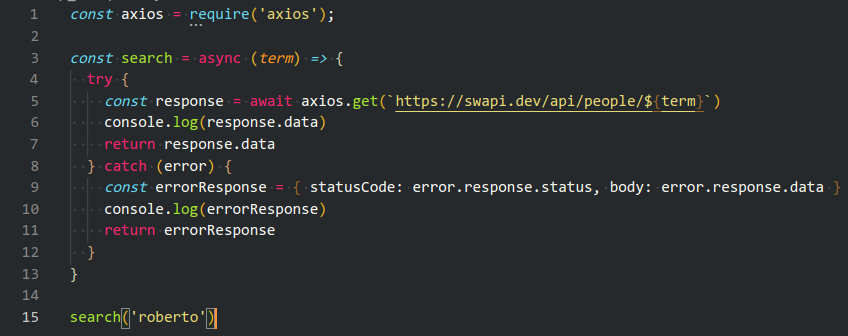 1 const axios = require('axios');
2
3 const search = async (term) => {
4 try {
5 const response = await axios.get(`https://swapi.dev/api/people/${term}`)
6 console.log(response.data)
7 return response.data
8 } catch (error) {
9 const errorResponse = { statusCode: error.response.status, body: error.response.data }
10 console.log(errorResponse)
11 return errorResponse
12 }
13 }
14
15 search('roberto')